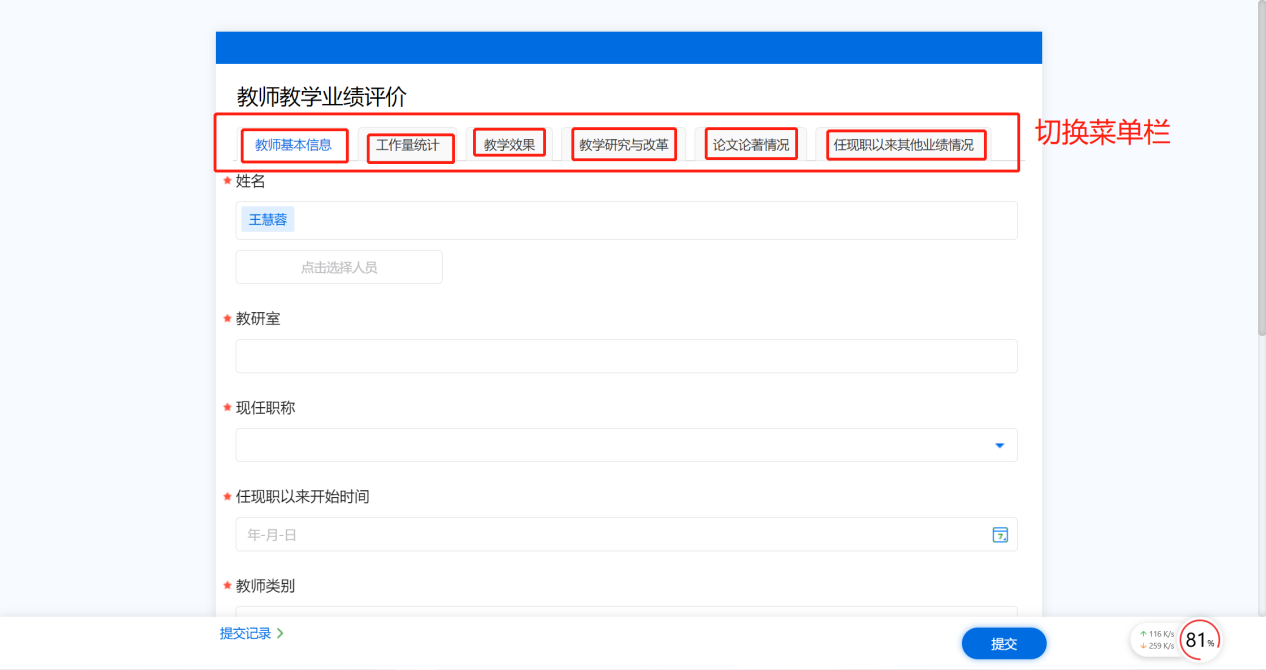 教师教学业绩评价
切换菜单栏
教师基本信息 工作量统计 教学效果 教学研究与改革 论文论著情况 任现职以来其他业绩情况
* 姓名
王慧蓉
点击选择人员
* 教研室
* 现任职称
* 任现职以来开始时间
年-月-日
* 教师类别
提交记录 >
提交
↑ 116 K/s
↓ 259 K/s
81%